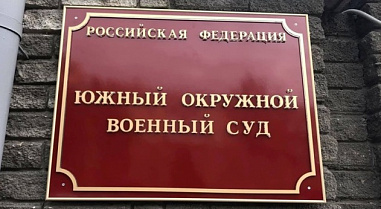 РОССИЙСКАЯ ФЕДЕРАЦИЯ
ЮЖНЫЙ ОКРУЖНОЙ
ВОЕННЫЙ СУД